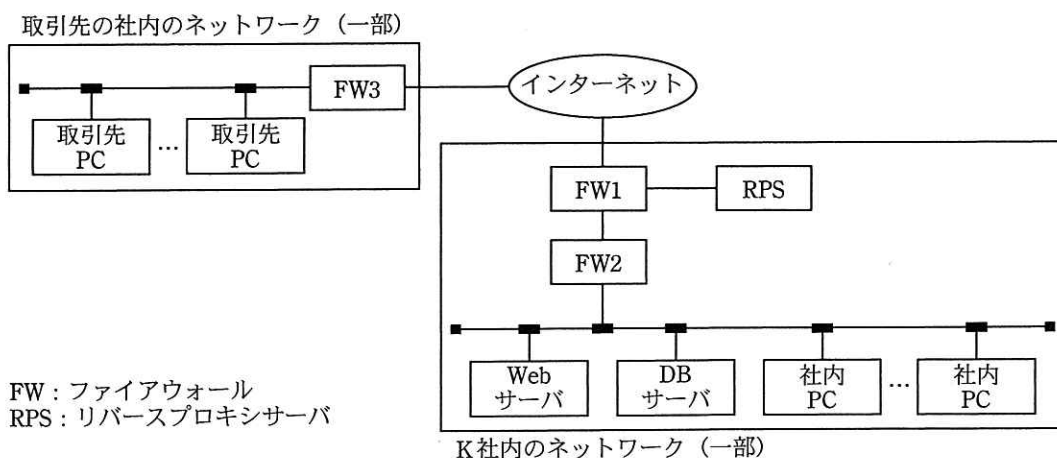 取引先の社内のネットワーク（一部）
FW3
インターネット
取引先
PC
…
取引先
PC
FW1
RPS
FW2
Web
サーバ
DB
サーバ
社内
PC
…
社内
PC
FW：ファイアウォール
RPS：リバースプロキシサーバ
K社内のネットワーク（一部）